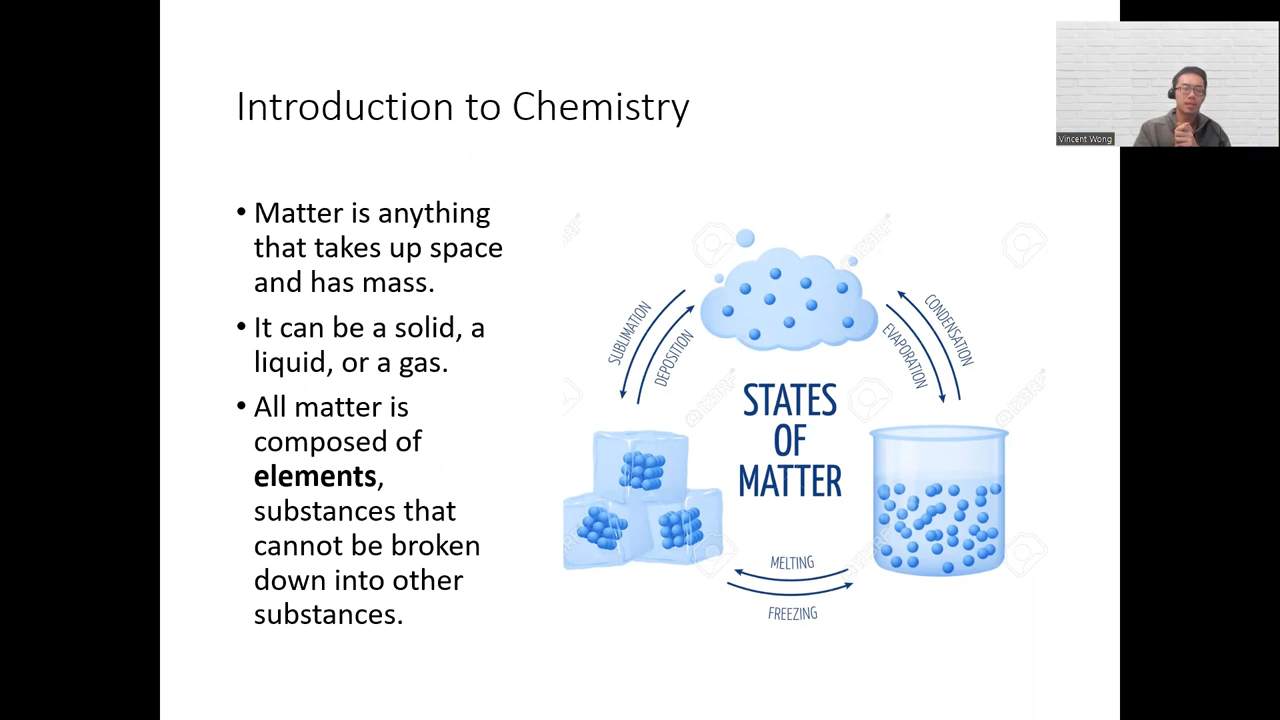 Introduction to Chemistry
Vincent Wong
• Matter is anything
that takes up space
and has mass.
• It can be a solid, a
liquid, or a gas.
• All matter is
composed of
elements,
substances that
cannot be broken
down into other
substances.
SUBLIMATION
DEPOSITION
EVAPORATION
CONDENSATION
STATES
OF
MATTER
MELTING
FREEZING